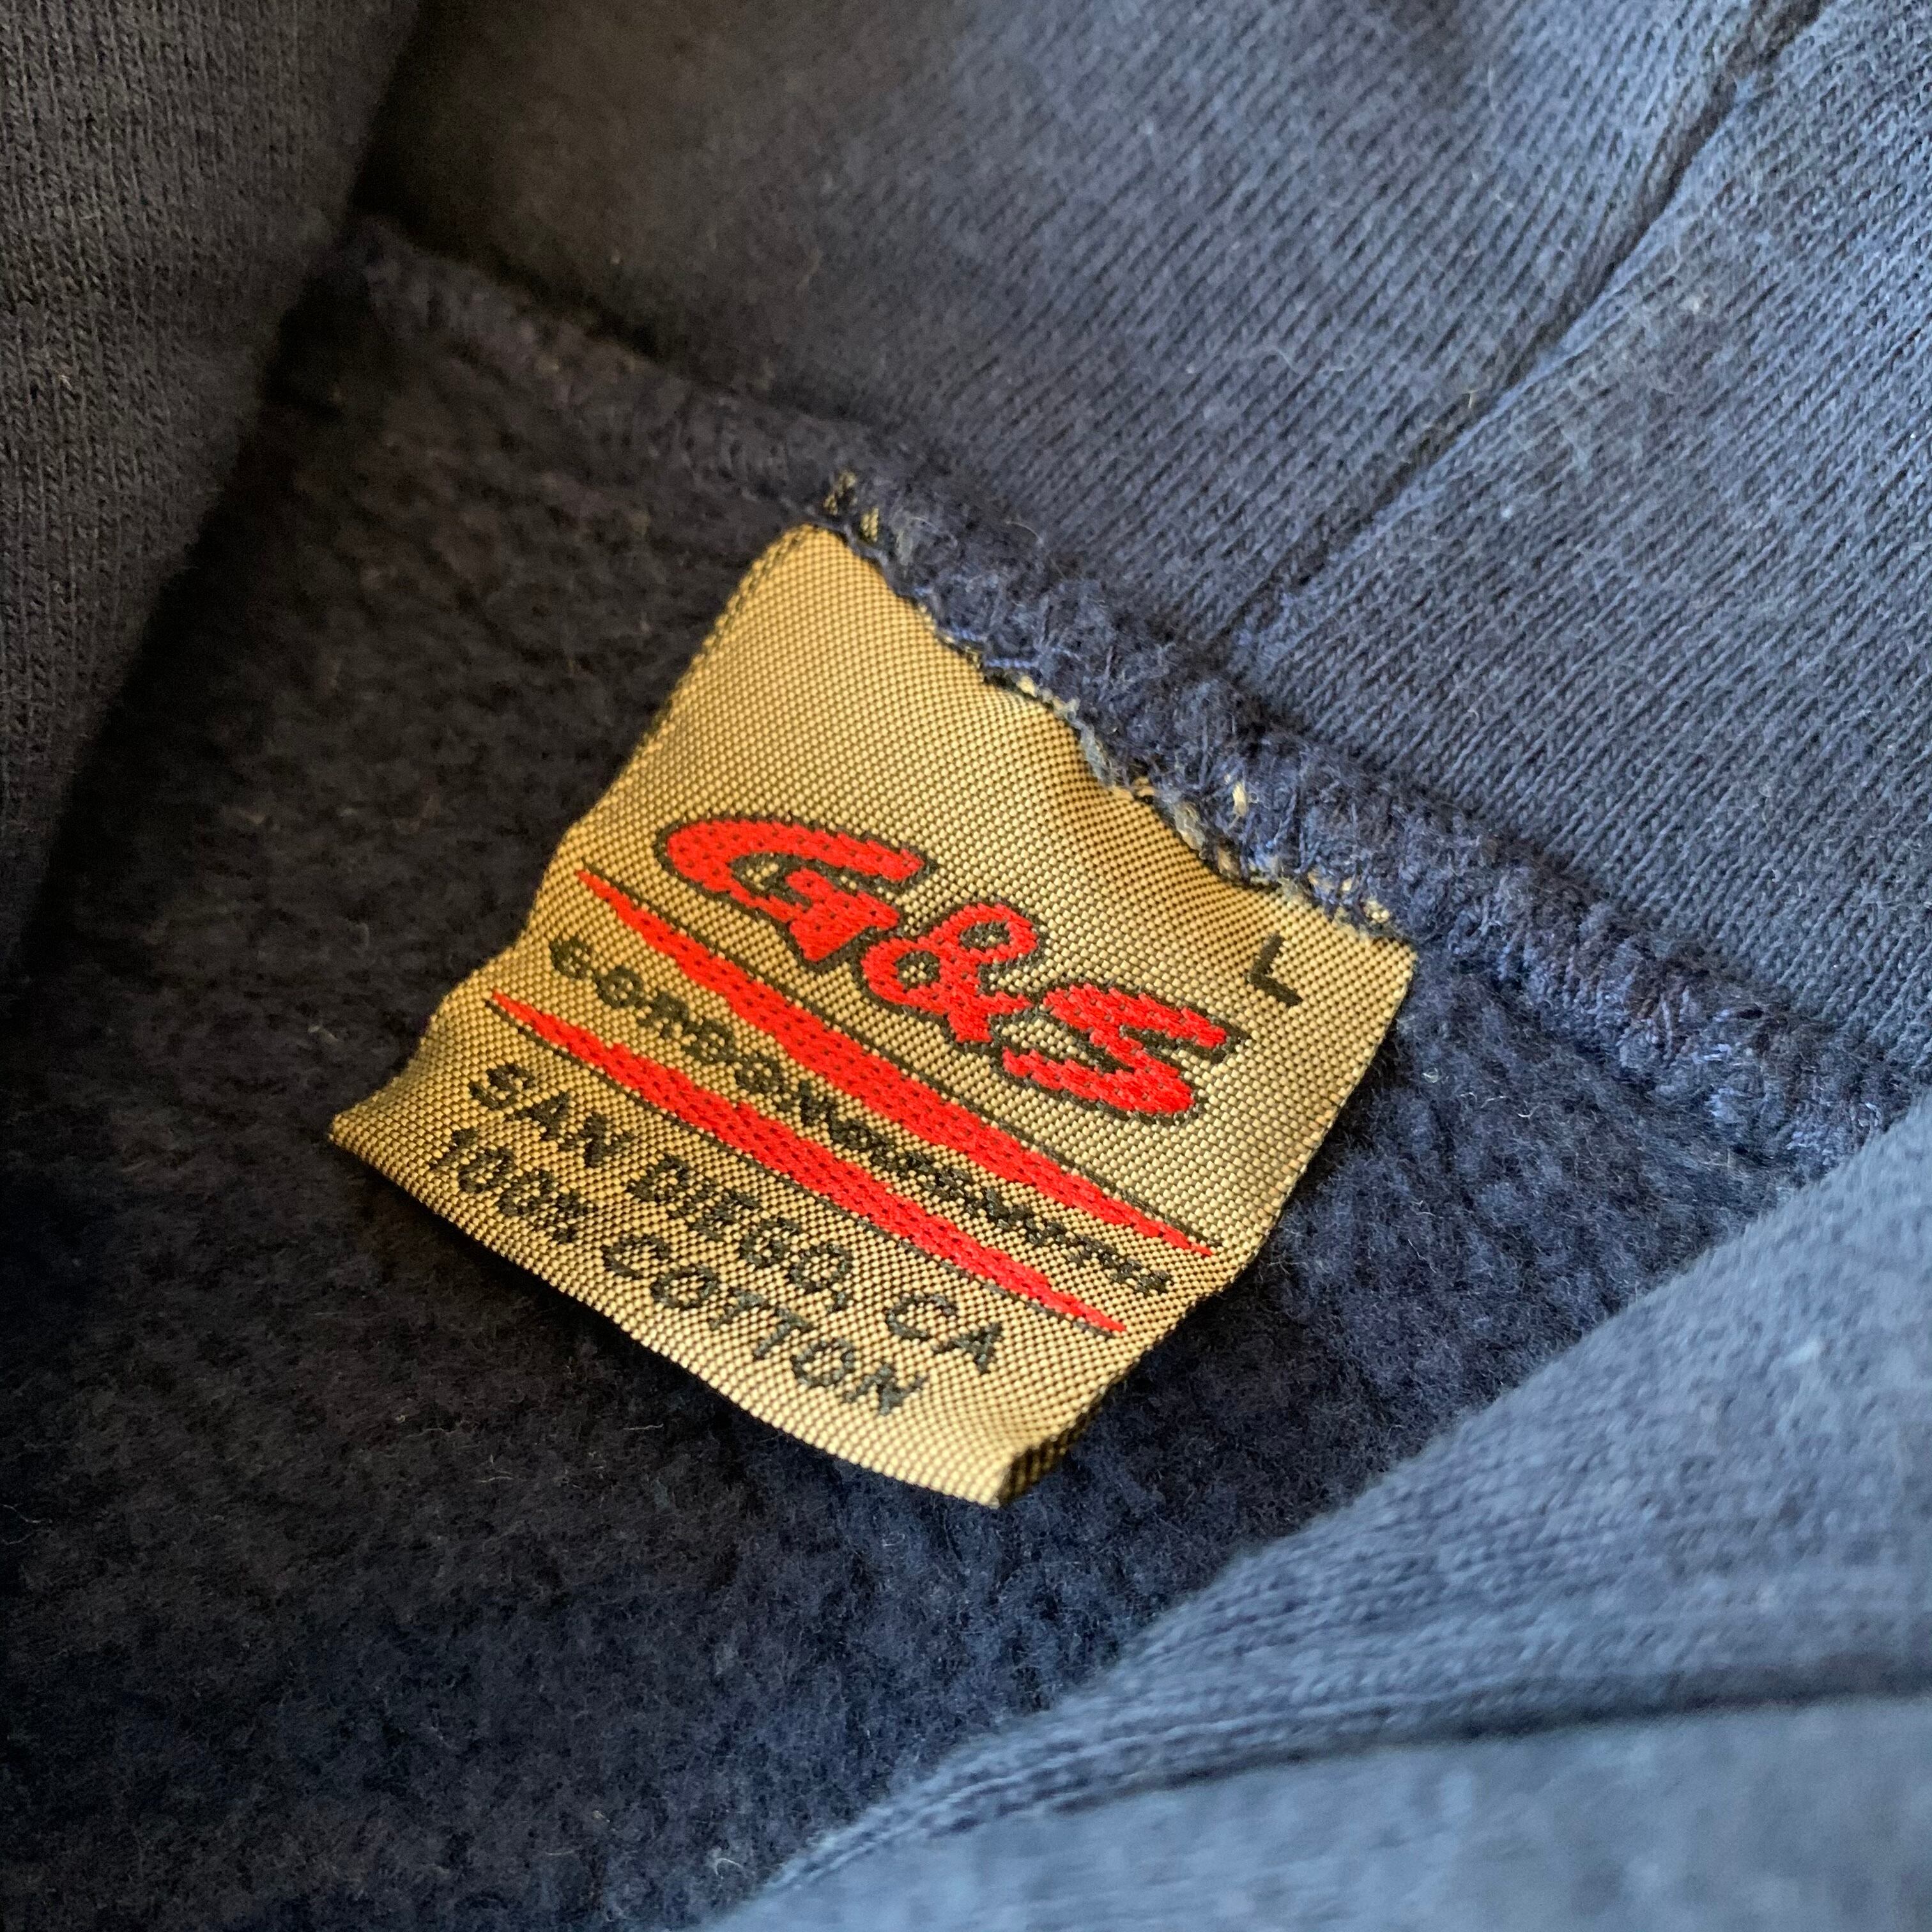 L
G&S
GORDON&SMITH
SAN DIEGO, CA
100% COTTON